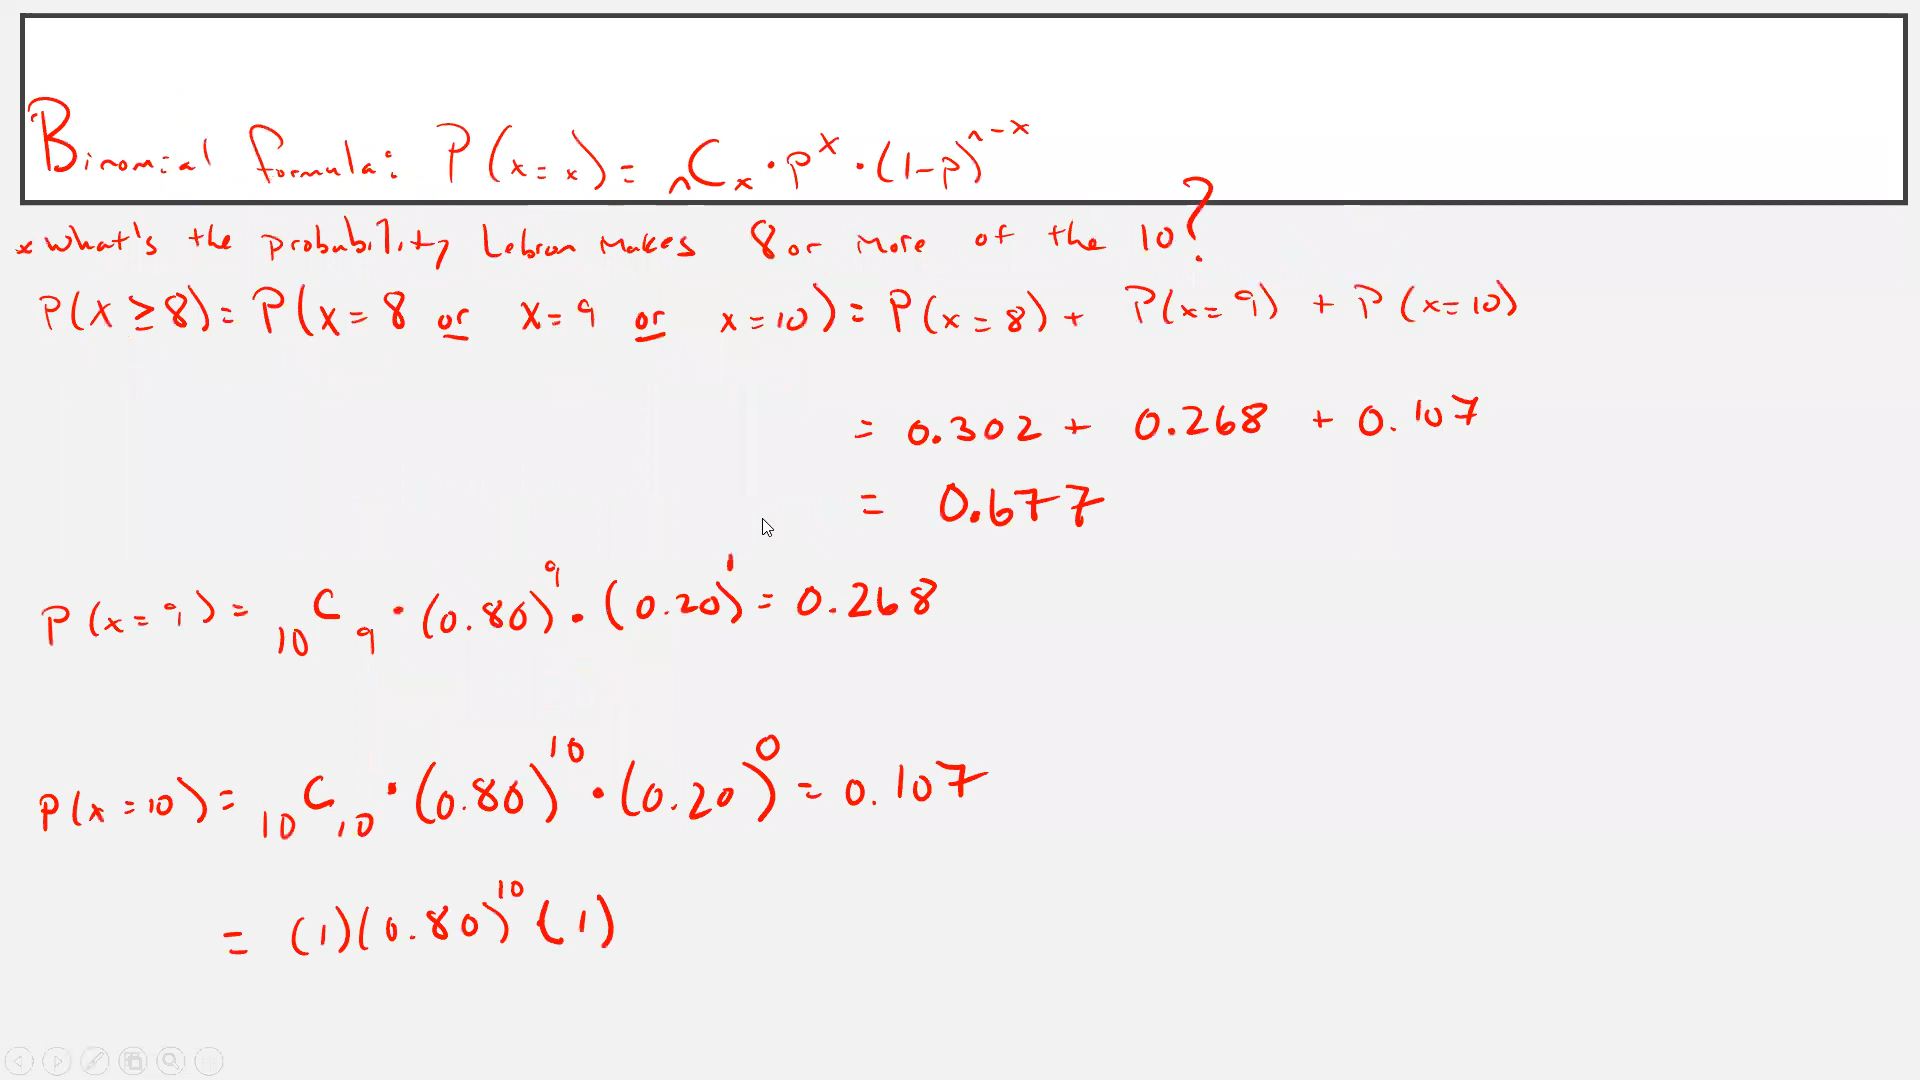 Binomial formula: P(x=x) = nCx · p^x · (1-p)^n-x
* what's the probability Lebron makes 8 or more of the 10?
P(X ≥ 8) = P(X = 8 or X = 9 or x = 10) = P(x = 8) + P(x = 9) + P(x = 10)
= 0.302 + 0.268 + 0.107
= 0.677
P(x = 9) = 10C9 · (0.80)^9 · (0.20)^1 = 0.268
P(x = 10) = 10C10 · (0.80)^10 · (0.20)^0 = 0.107
= (1)(0.80)^10 (1)